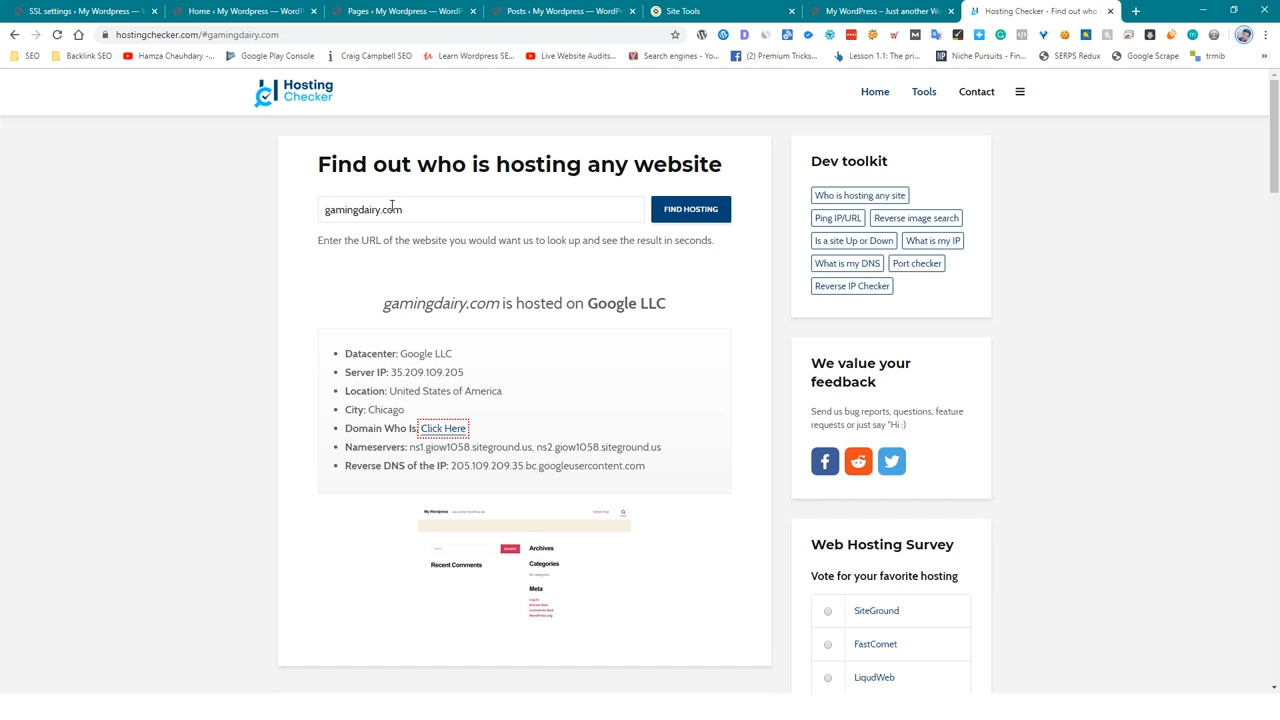 SSL settings ‹ My Wordpress — W
Home ‹ My Wordpress — WordP
Pages ‹ My Wordpress — WordP
Posts ‹ My Wordpress — WordPr
Site Tools
My WordPress – Just another Wo
Hosting Checker - Find out who
hostingchecker.com/#gamingdairy.com
SEO
Backlink SEO
Hamza Chauhdary -...
Google Play Console
Craig Campbell SEO
Learn Wordpress SE...
Live Website Audits...
Search engines - Yo...
(2) Premium Tricks...
Lesson 1.1: The pri...
Niche Pursuits - Fin...
SERPS Redux
Google Scrape
trmib
Hosting
Checker
Home
Tools
Contact
Find out who is hosting any website
gamingdairy.com
FIND HOSTING
Enter the URL of the website you would want us to look up and see the result in seconds.
gamingdairy.com is hosted on Google LLC
Datacenter: Google LLC
Server IP: 35.209.109.205
Location: United States of America
City: Chicago
Domain Who Is: Click Here
Nameservers: ns1.giow1058.siteground.us, ns2.giow1058.siteground.us
Reverse DNS of the IP: 205.109.209.35.bc.googleusercontent.com
My Wordpress
Recent Comments
Archives
Categories
Meta
Dev toolkit
Who is hosting any site
Ping IP/URL
Reverse image search
Is a site Up or Down
What is my IP
What is my DNS
Port checker
Reverse IP Checker
We value your
feedback
Send us bug reports, questions, feature
requests or just say "Hi :)
Web Hosting Survey
Vote for your favorite hosting
SiteGround
FastComet
LiqudWeb